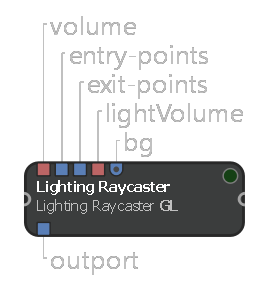 volume
entry-points
exit-points
lightVolume
bg
Lighting Raycaster
Lighting Raycaster GL
outport